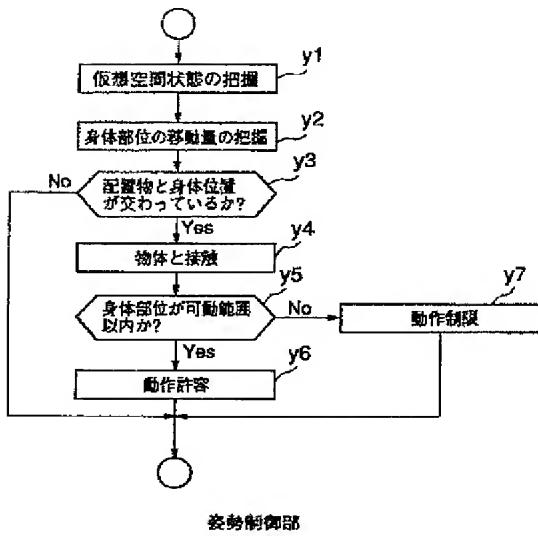 y1
仮想空間状態の把握
y2
身体部位の移動量の把握
y3
No
配置物と身体位置
が交わっているか?
Yes
y4
物体と接触
y5
身体部位が可動範囲
以内か?
No
y7
動作制限
Yes
y6
動作許容
姿勢制御部